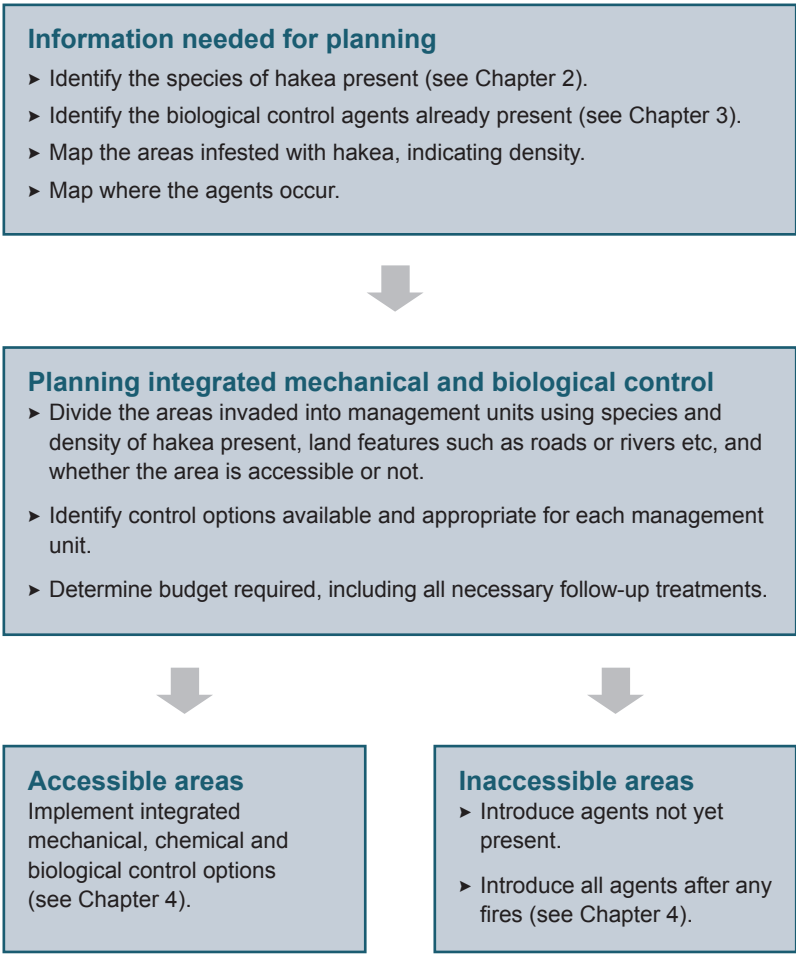 Information needed for planning
➤ Identify the species of hakea present (see Chapter 2).
➤ Identify the biological control agents already present (see Chapter 3).
➤ Map the areas infested with hakea, indicating density.
➤ Map where the agents occur.
Planning integrated mechanical and biological control
➤ Divide the areas invaded into management units using species and
density of hakea present, land features such as roads or rivers etc, and
whether the area is accessible or not.
➤ Identify control options available and appropriate for each management
unit.
➤ Determine budget required, including all necessary follow-up treatments.
Accessible areas
Implement integrated
mechanical, chemical and
biological control options
(see Chapter 4).
Inaccessible areas
➤ Introduce agents not yet
present.
➤ Introduce all agents after any
fires (see Chapter 4).